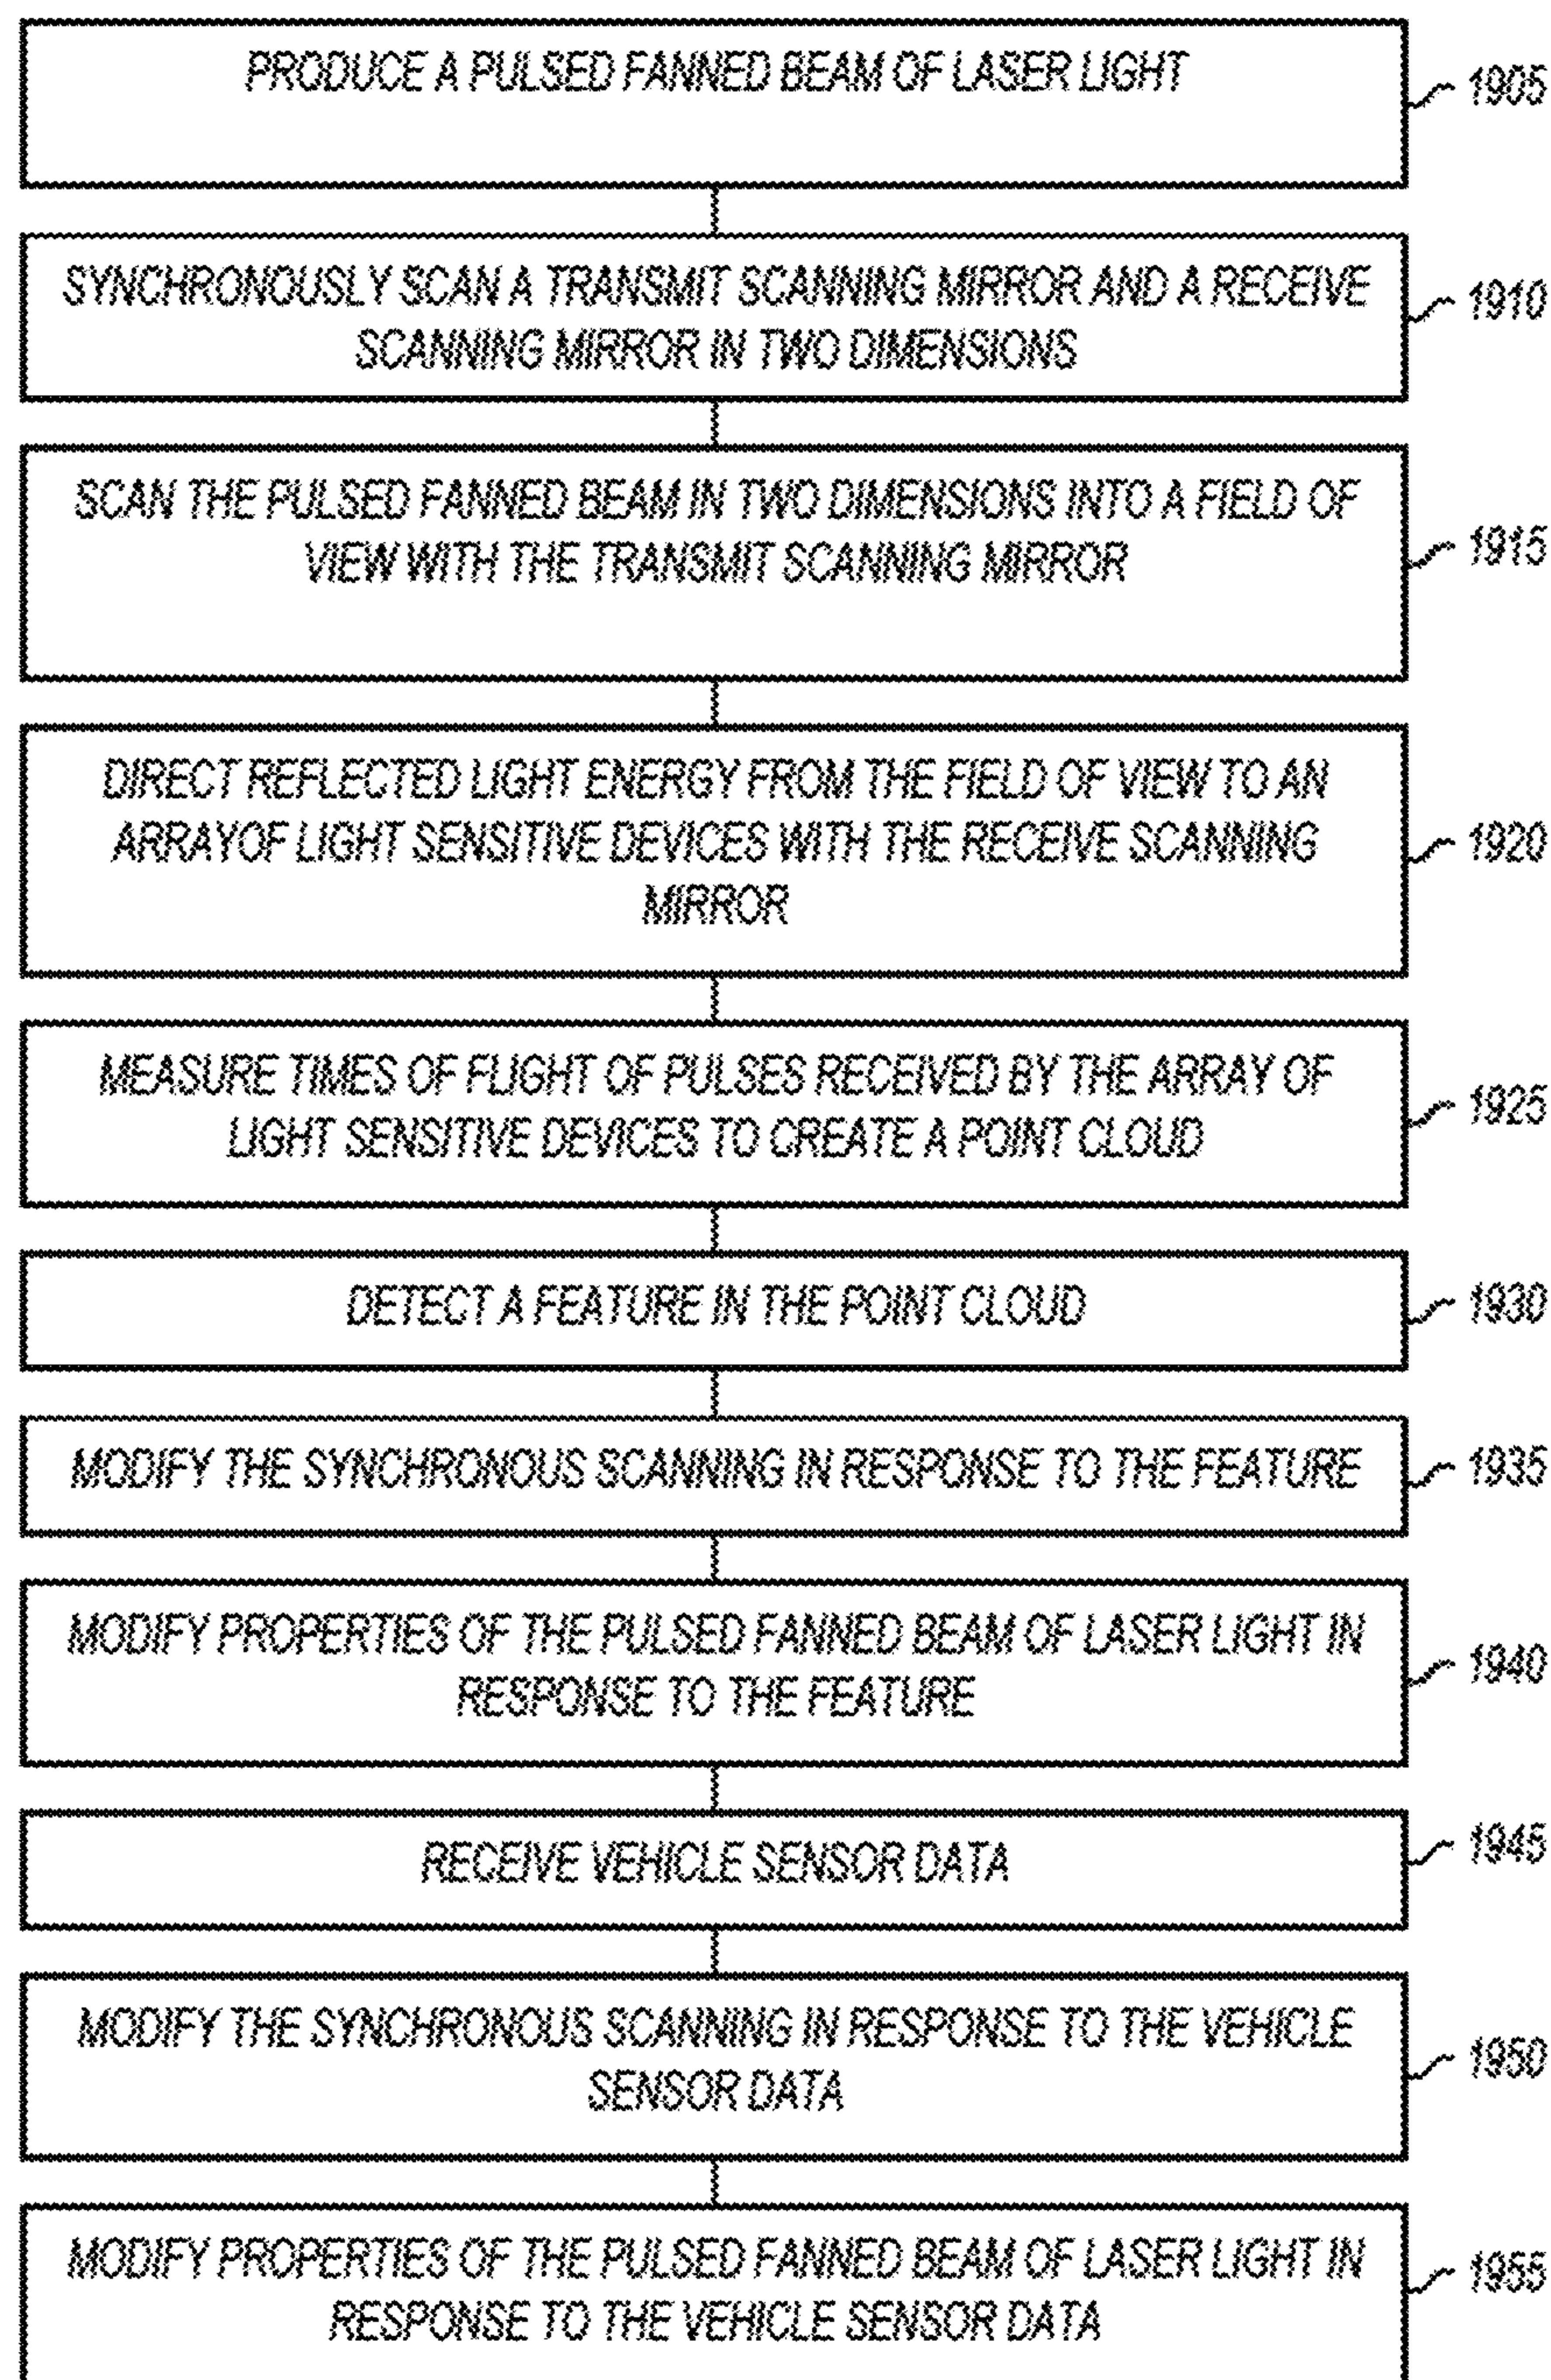 PRODUCE A PULSED FANNED BEAM OF LASER LIGHT
1905
SYNCHRONOUSLY SCAN A TRANSMIT SCANNING MIRROR AND A RECEIVE
SCANNING MIRROR IN TWO DIMENSIONS
1910
SCAN THE PULSED FANNED BEAM IN TWO DIMENSIONS INTO A FIELD OF
VIEW WITH THE TRANSMIT SCANNING MIRROR
1915
DIRECT REFLECTED LIGHT ENERGY FROM THE FIELD OF VIEW TO AN
ARRAYOF LIGHT SENSITIVE DEVICES WITH THE RECEIVE SCANNING
MIRROR
1920
MEASURE TIMES OF FLIGHT OF PULSES RECEIVED BY THE ARRAY OF
LIGHT SENSITIVE DEVICES TO CREATE A POINT CLOUD
1925
DETECT A FEATURE IN THE POINT CLOUD
1930
MODIFY THE SYNCHRONOUS SCANNING IN RESPONSE TO THE FEATURE
1935
MODIFY PROPERTIES OF THE PULSED FANNED BEAM OF LASER LIGHT IN
RESPONSE TO THE FEATURE
1940
RECEIVE VEHICLE SENSOR DATA
1945
MODIFY THE SYNCHRONOUS SCANNING IN RESPONSE TO THE VEHICLE
SENSOR DATA
1950
MODIFY PROPERTIES OF THE PULSED FANNED BEAM OF LASER LIGHT IN
RESPONSE TO THE VEHICLE SENSOR DATA
1955